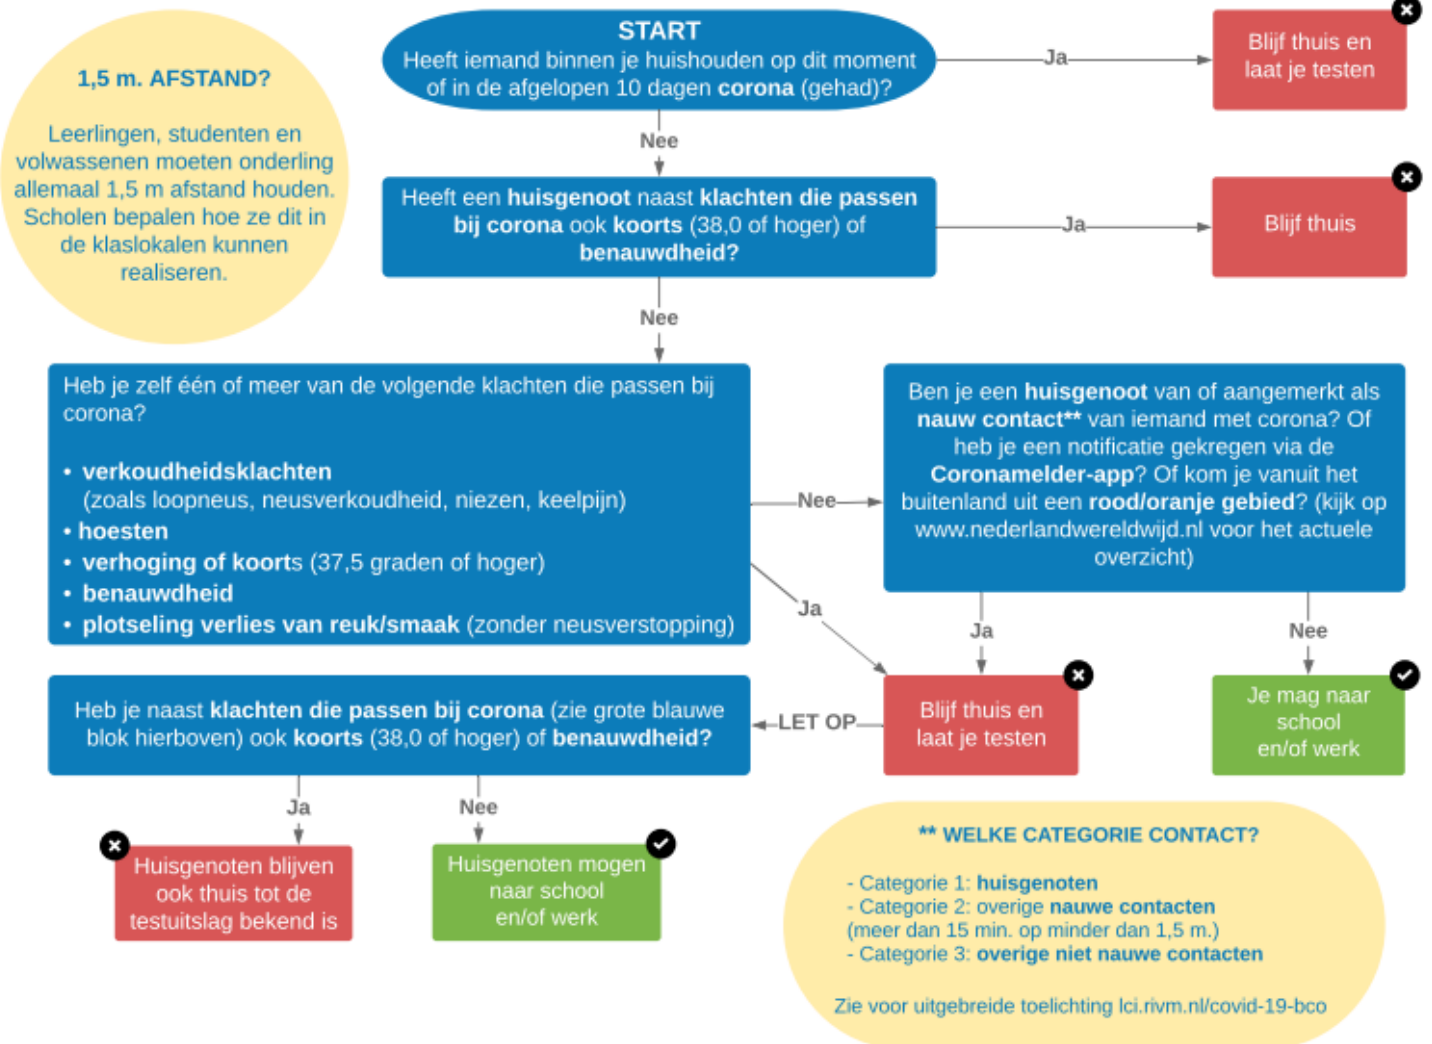 START
Heeft iemand binnen je huishouden op dit moment
of in de afgelopen 10 dagen corona (gehad)?
Ja
Blijf thuis en
laat je testen
1,5 m. AFSTAND?
Leerlingen, studenten en
volwassenen moeten onderling
allemaal 1,5 m afstand houden.
Scholen bepalen hoe ze dit in
de klaslokalen kunnen
realiseren.
Nee
Heeft een huisgenoot naast klachten die passen
bij corona ook koorts (38,0 of hoger) of
benauwdheid?
Ja
Blijf thuis
Nee
Heb je zelf één of meer van de volgende klachten die passen bij
corona?
• verkoudheidsklachten
(zoals loopneus, neusverkoudheid, niezen, keelpijn)
• hoesten
• verhoging of koorts (37,5 graden of hoger)
• benauwdheid
• plotseling verlies van reuk/smaak (zonder neusverstopping)
Nee
Ja
Ben je een huisgenoot van of aangemerkt als
nauw contact** van iemand met corona? Of
heb je een notificatie gekregen via de
Coronamelder-app? Of kom je vanuit het
buitenland uit een rood/oranje gebied? (kijk op
www.nederlandwereldwijd.nl voor het actuele
overzicht)
Ja
Nee
Blijf thuis en
laat je testen
Je mag naar
school
en/of werk
LET OP
Heb je naast klachten die passen bij corona (zie grote blauwe
blok hierboven) ook koorts (38,0 of hoger) of benauwdheid?
Ja
Nee
Huisgenoten blijven
ook thuis tot de
testuitslag bekend is
Huisgenoten mogen
naar school
en/of werk
** WELKE CATEGORIE CONTACT?
- Categorie 1: huisgenoten
- Categorie 2: overige nauwe contacten
(meer dan 15 min. op minder dan 1,5 m.)
- Categorie 3: overige niet nauwe contacten
Zie voor uitgebreide toelichting lci.rivm.nl/covid-19-bco